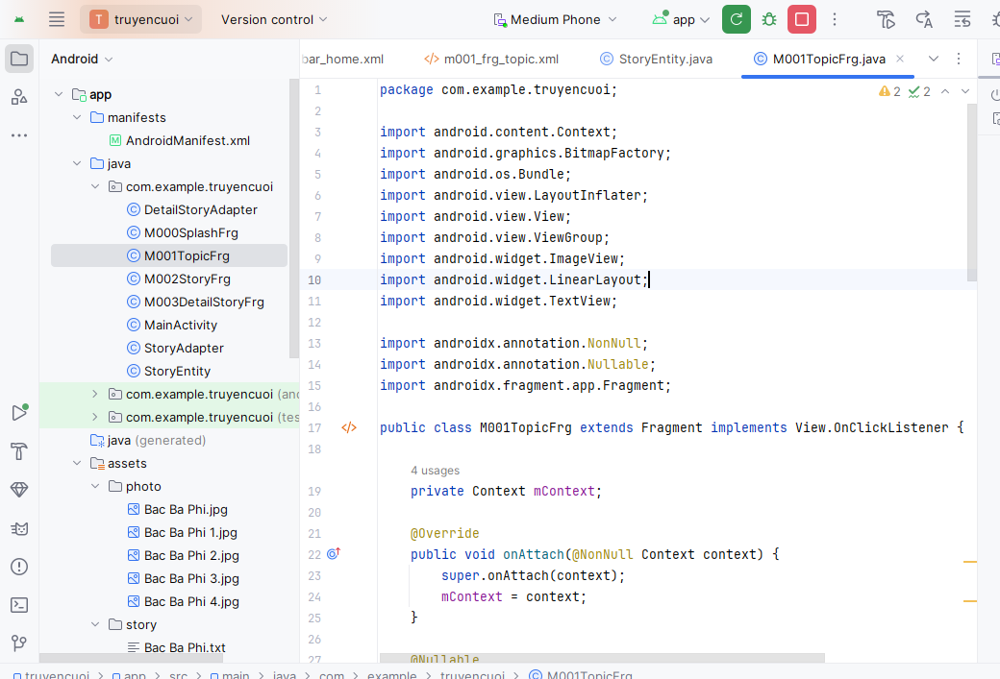 T truyencuoi Version control Medium Phone app
Android
bar_home.xml m001_frg_topic.xml StoryEntity.java M001TopicFrg.java
app
manifests
AndroidManifest.xml
java
com.example.truyencuoi
DetailStoryAdapter
M000SplashFrg
M001TopicFrg
M002StoryFrg
M003DetailStoryFrg
MainActivity
StoryAdapter
StoryEntity
com.example.truyencuoi (and
com.example.truyencuoi (tes
java (generated)
assets
photo
Bac Ba Phi.jpg
Bac Ba Phi 1.jpg
Bac Ba Phi 2.jpg
Bac Ba Phi 3.jpg
Bac Ba Phi 4.jpg
story
Bac Ba Phi.txt
2 2
1 package com.example.truyencuoi;
2
3 import android.content.Context;
4 import android.graphics.BitmapFactory;
5 import android.os.Bundle;
6 import android.view.LayoutInflater;
7 import android.view.View;
8 import android.view.ViewGroup;
9 import android.widget.ImageView;
10 import android.widget.LinearLayout;
11 import android.widget.TextView;
12
13 import androidx.annotation.NonNull;
14 import androidx.annotation.Nullable;
15 import androidx.fragment.app.Fragment;
16
17 public class M001TopicFrg extends Fragment implements View.OnClickListener {
18
4 usages
19 private Context mContext;
20
21 @Override
22 public void onAttach(@NonNull Context context) {
23 super.onAttach(context);
24 mContext = context;
25 }
26
27 @Nullable
truyencuoi > app > src > main > java > com > example > truyencuoi > M001TopicFrg